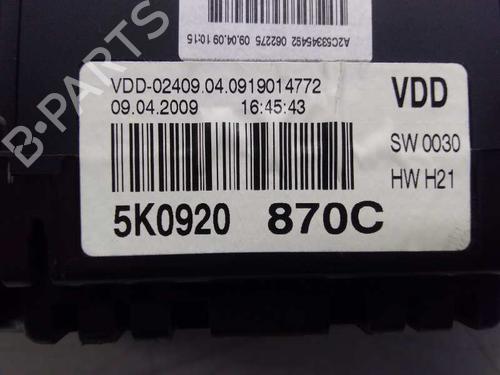 A2C53345492 062275 09.04.09 10:15
VDD-02409.04.0919014772 VDD
09.04.2009 16:45:43
SW 0030
HW H21
5K0920 870C
B-PARTS